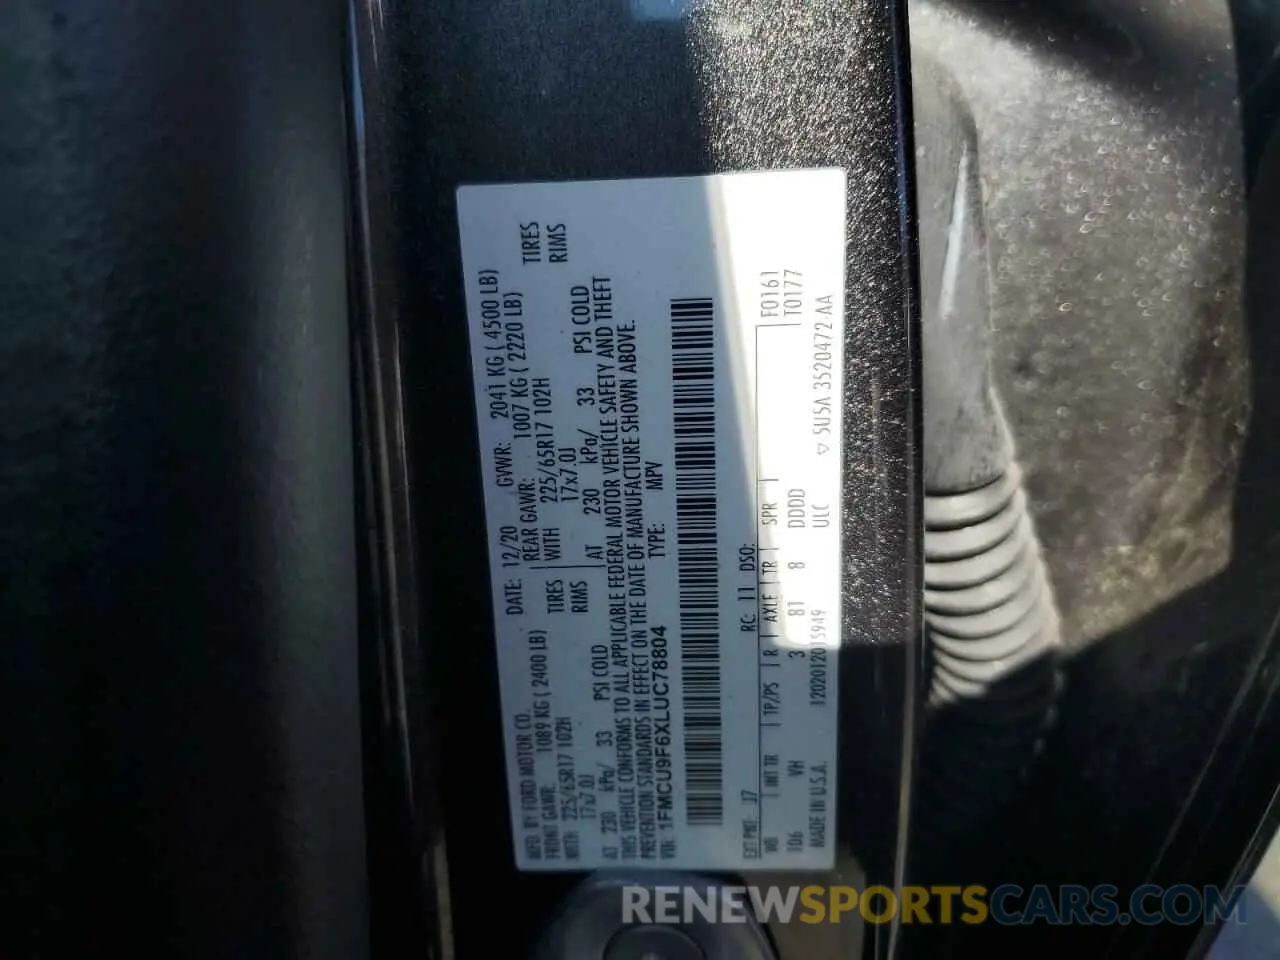 MFD. BY FORD MOTOR CO. DATE: 12/20 GVWR: 2041 KG ( 4500 LB)
FRONT GAWR: 1089 KG ( 2400 LB) REAR GAWR: 1007 KG ( 2220 LB)
WITH 225/65R17 102H TIRES WITH 225/65R17 102H TIRES
17x7.0J RIMS 17x7.0J RIMS
AT 230 kPa/ 33 PSI COLD AT 230 kPa/ 33 PSI COLD
THIS VEHICLE CONFORMS TO ALL APPLICABLE FEDERAL MOTOR VEHICLE SAFETY AND THEFT
PREVENTION STANDARDS IN EFFECT ON THE DATE OF MANUFACTURE SHOWN ABOVE.
VIN: 1FMCU9F6XLUC78804 TYPE: MPV
EXT PNT: J7 RC: 11 DSO: F0161
WB INT TR TP/PS R AXLE TR SPR T0177
106 VH 3 81 8 DDDD
MADE IN U.S.A. 12020120 ULC 5U5A 3520472 AA
RENEWSPORTSCARS.COM